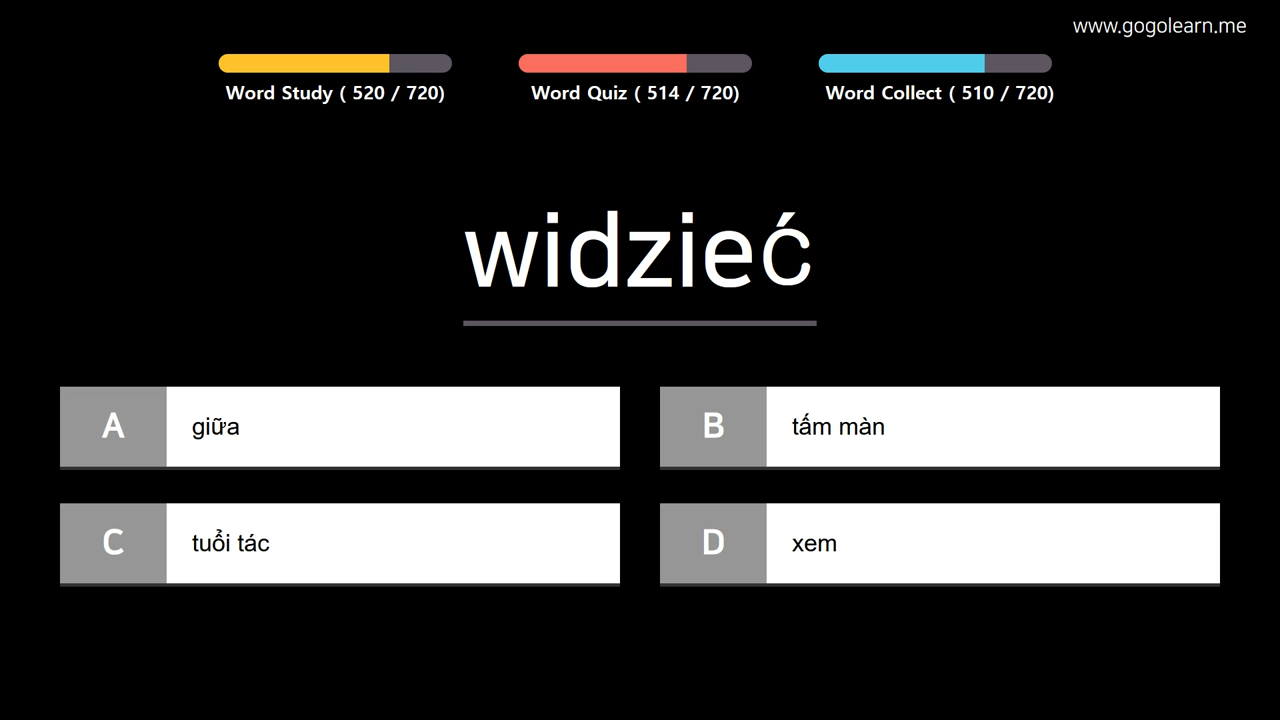 www.gogolearn.me
Word Study ( 520 / 720)
Word Quiz ( 514 / 720)
Word Collect ( 510 / 720)
widzieć
A
giữa
B
tấm màn
C
tuổi tác
D
xem